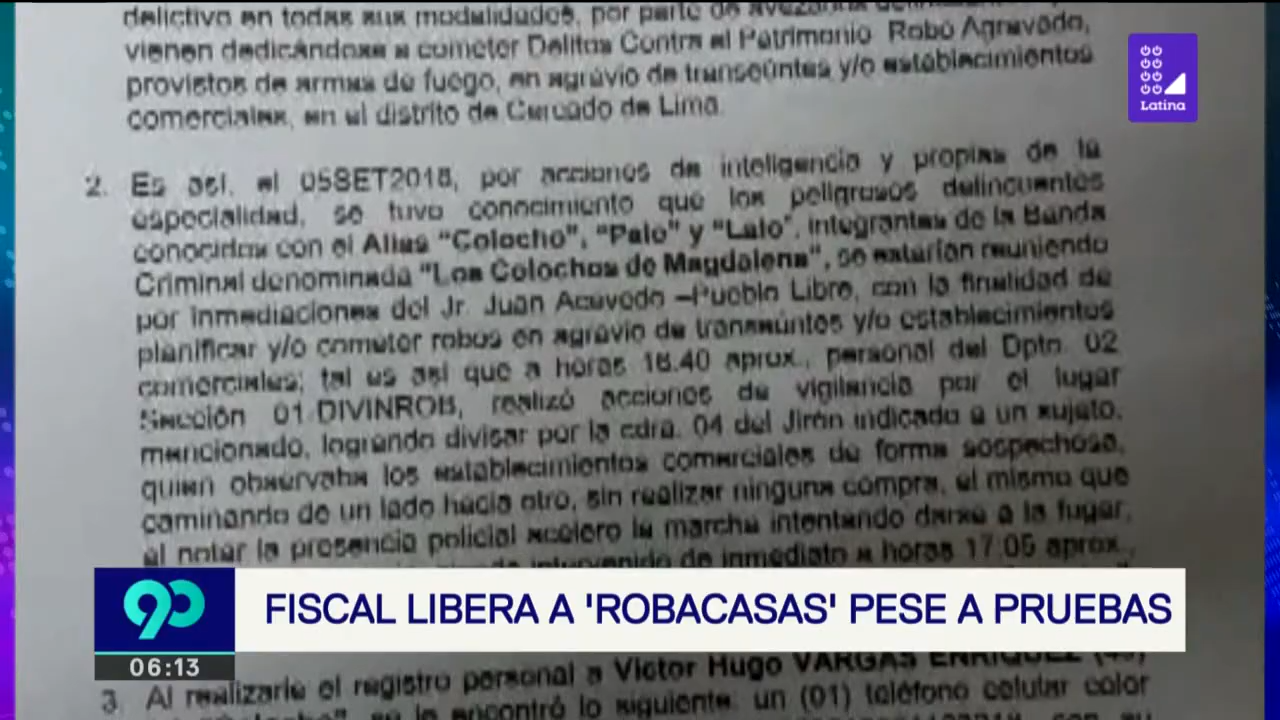 delictivo en todas sus modalidades, por parte de avezados
vienen dedicándose a cometer Delitos Contra el Patrimonio Robo Agravado,
provistos de armas de fuego, en agravio de transeúntes y/o establecimientos
comerciales, en el distrito de Cercado de Lima.
Latina
2. Es así, el 05SET2018, por acciones de inteligencia y propias de la
especialidad, se tuvo conocimiento que los peligrosos delincuentes
conocidos con el Alias "Colocho", "Palo" y "Lalo", integrantes de la Banda
Criminal denominada "Los Colochos de Magdalena", se estarían reuniendo
por inmediaciones del Jr. Juan Acevedo –Pueblo Libre, con la finalidad de
planificar y/o cometer robos en agravio de transeúntes y/o establecimientos
comerciales; tal es así que a horas 16.40 aprox., personal del Dpto. 02
Sección 01 DIVINROB, realizó acciones de vigilancia por el lugar
mencionado, logrando divisar por la cdra. 04 del Jirón indicado a un sujeto,
quien observaba los establecimientos comerciales de forma sospechosa,
caminando de un lado hacia otro, sin realizar ninguna compra, el mismo que
al notar la presencia policial acelero la marcha intentando darse a la fugar,
intervenido de inmediato a horas 17:05 aprox.,
90
FISCAL LIBERA A 'ROBACASAS' PESE A PRUEBAS
06:13
3. Al realizarle el registro personal a Victor Hugo VARGAS ENRIQUEZ
se le encontró lo siguiente: un (01) teléfono celular color